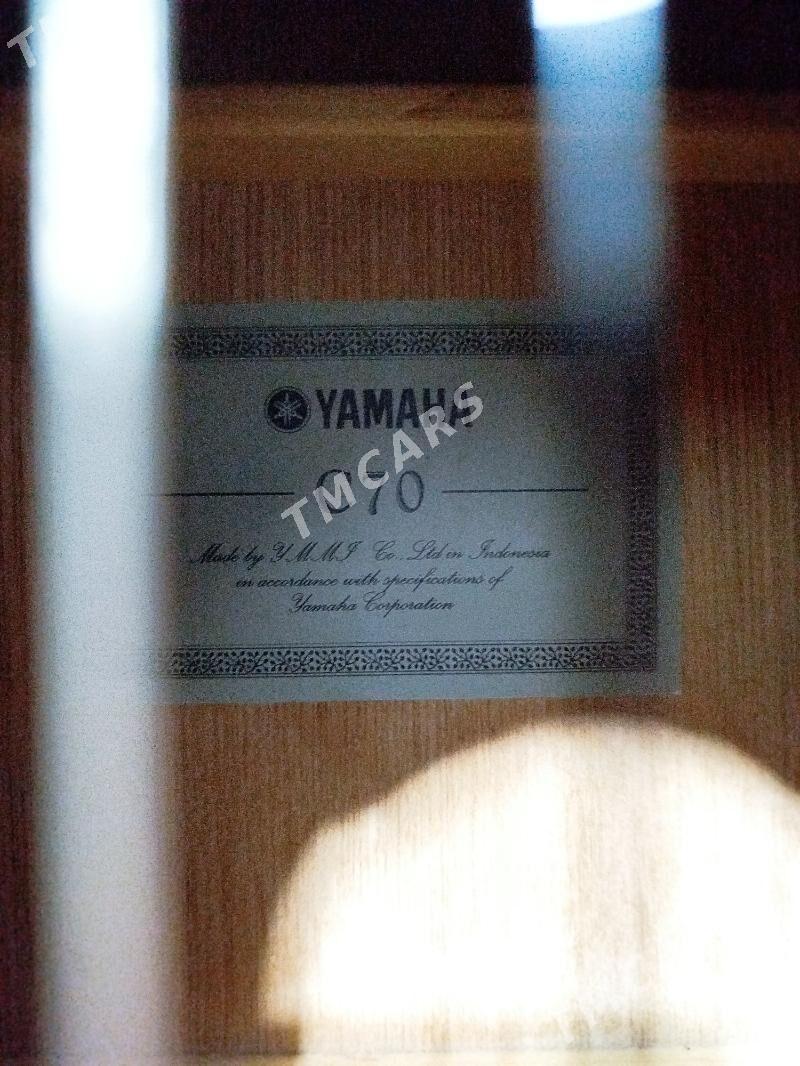 YAMAHA
C70
Made by YMMI Co., Ltd in Indonesia
in accordance with specifications of
Yamaha Corporation
TMCARS